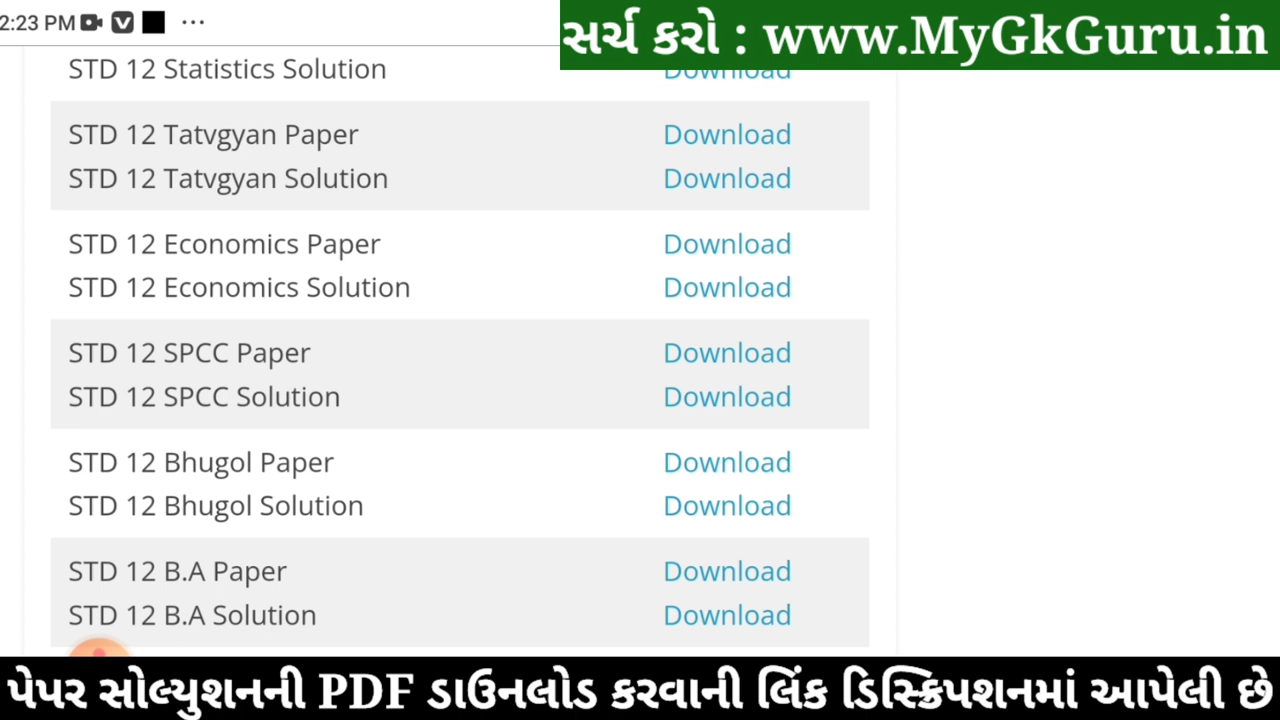 2:23 PM ...
સર્ચ કરો : www.MyGkGuru.in
STD 12 Statistics Solution Download
STD 12 Tatvgyan Paper Download
STD 12 Tatvgyan Solution Download
STD 12 Economics Paper Download
STD 12 Economics Solution Download
STD 12 SPCC Paper Download
STD 12 SPCC Solution Download
STD 12 Bhugol Paper Download
STD 12 Bhugol Solution Download
STD 12 B.A Paper Download
STD 12 B.A Solution Download
પેપર સોલ્યુશનની PDF ડાઉનલોડ કરવાની લિંક ડિસ્ક્રિપશનમાં આપેલી છે